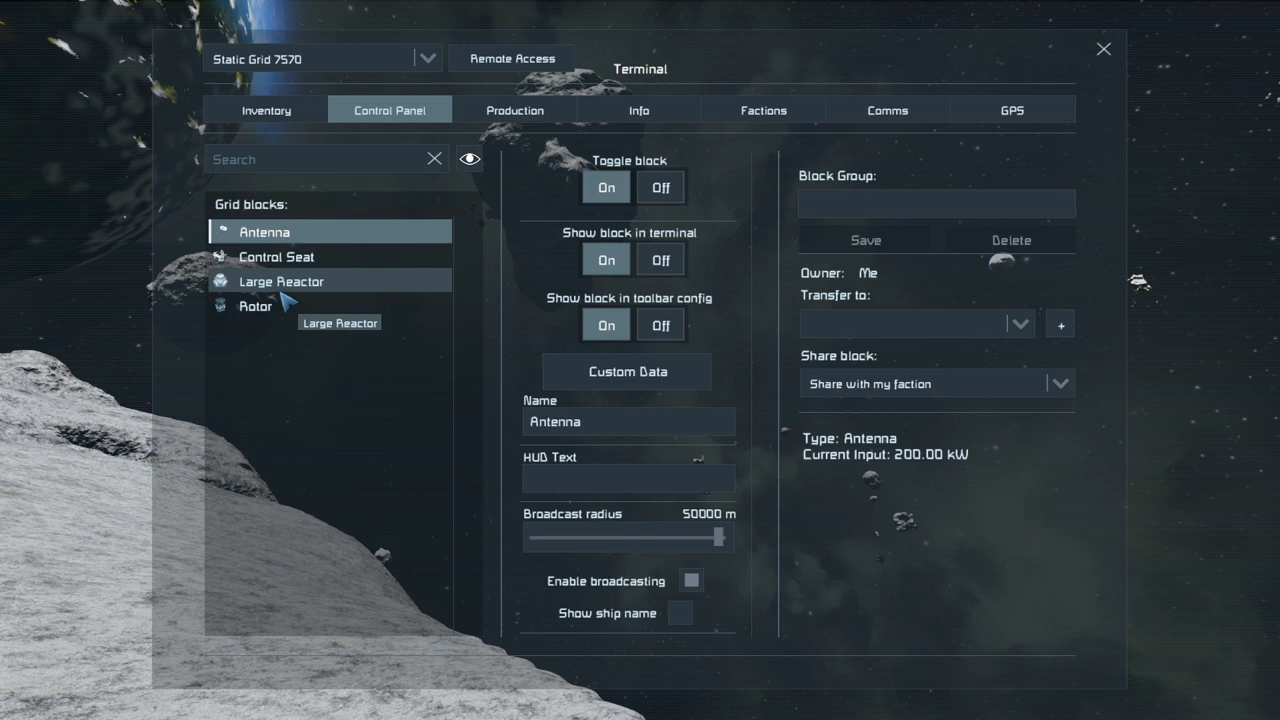 Static Grid 7570
Remote Access
Terminal
Inventory
Control Panel
Production
Info
Factions
Comms
GPS
Search
Grid blocks:
Antenna
Control Seat
Large Reactor
Rotor
Large Reactor
Toggle block
On Off
Show block in terminal
On Off
Show block in toolbar config
On Off
Custom Data
Name
Antenna
HUD Text
Broadcast radius 50000 m
Enable broadcasting
Show ship name
Block Group:
Save Delete
Owner: Me
Transfer to:
+
Share block:
Share with my faction
Type: Antenna
Current Input: 200.00 kW